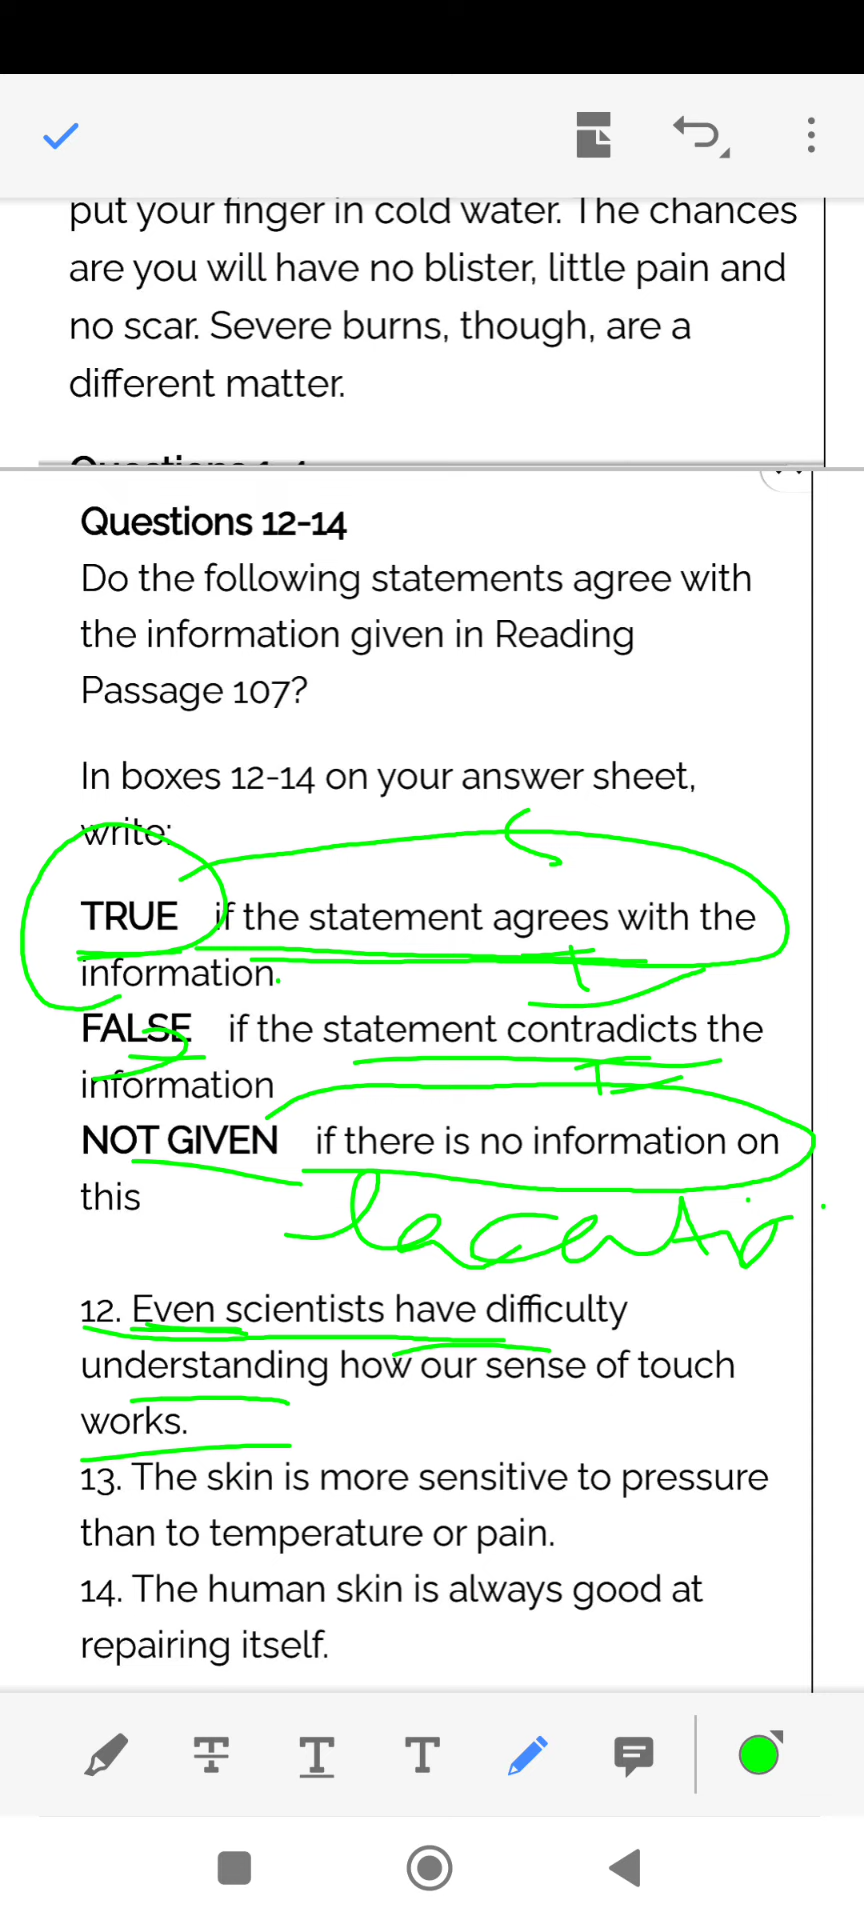 put your finger in cold water. The chances
are you will have no blister, little pain and
no scar. Severe burns, though, are a
different matter.
Questions 12-14
Do the following statements agree with
the information given in Reading
Passage 107?
In boxes 12-14 on your answer sheet,
write:
TRUE if the statement agrees with the
information.
FALSE if the statement contradicts the
information
NOT GIVEN if there is no information on
this
12. Even scientists have difficulty
understanding how our sense of touch
works.
13. The skin is more sensitive to pressure
than to temperature or pain.
14. The human skin is always good at
repairing itself.